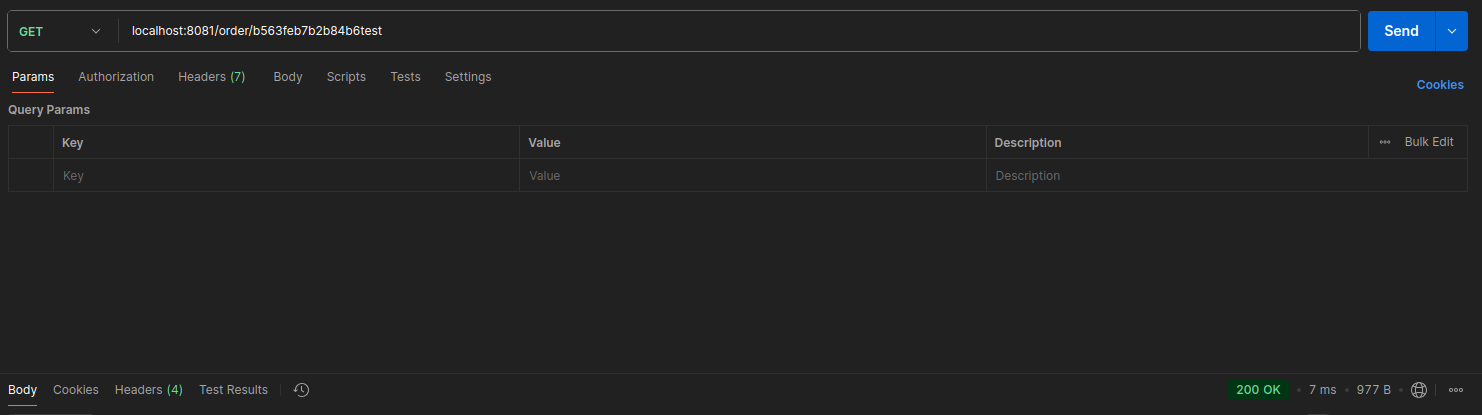 GET localhost:8081/order/b563feb7b2b84b6test Send
Params Authorization Headers (7) Body Scripts Tests Settings Cookies
Query Params
Key Value Description Bulk Edit
Key Value Description
Body Cookies Headers (4) Test Results 200 OK 7 ms 977 B